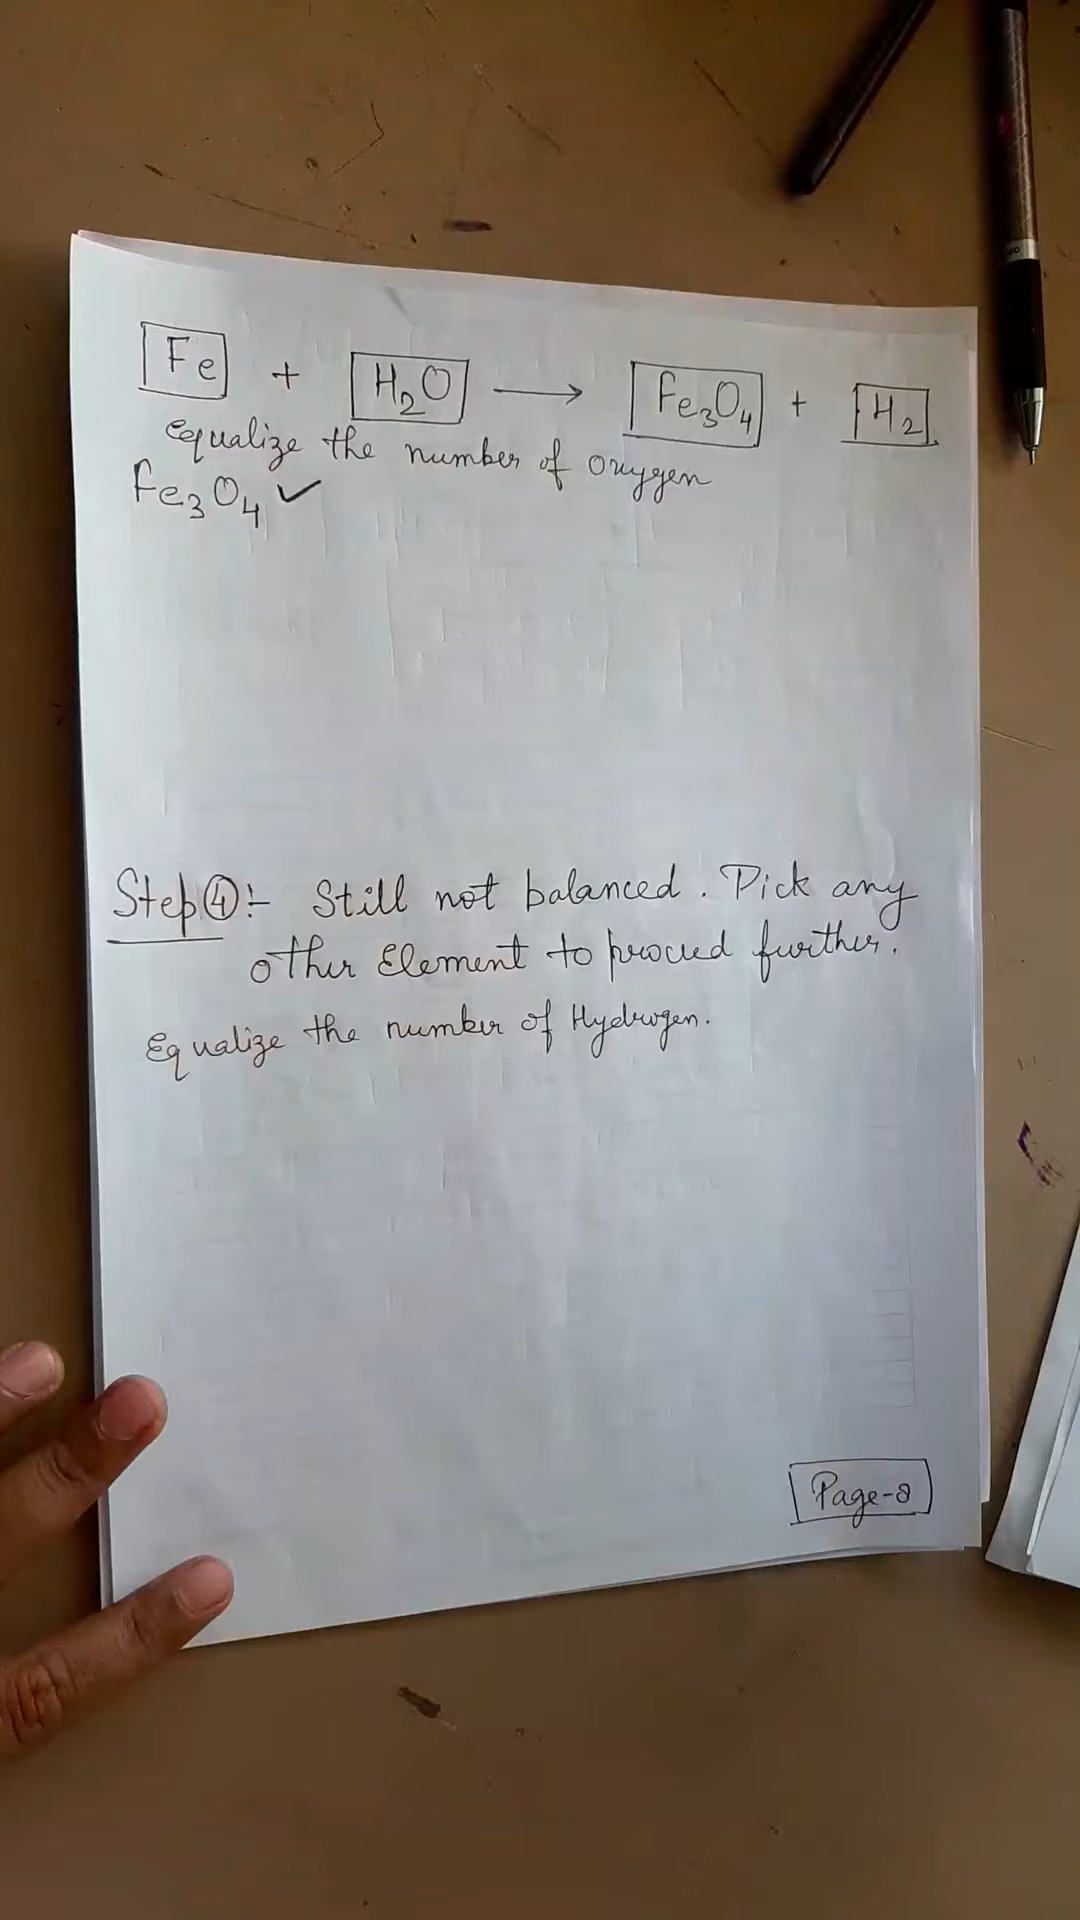 Fe + H₂O ⟶ Fe₃O₄ + H₂
Equalize the number of oxygen
Fe₃O₄ ✓
Step④:- Still not balanced. Pick any
other Element to proceed further.
Equalize the number of Hydrogen.
Page-8